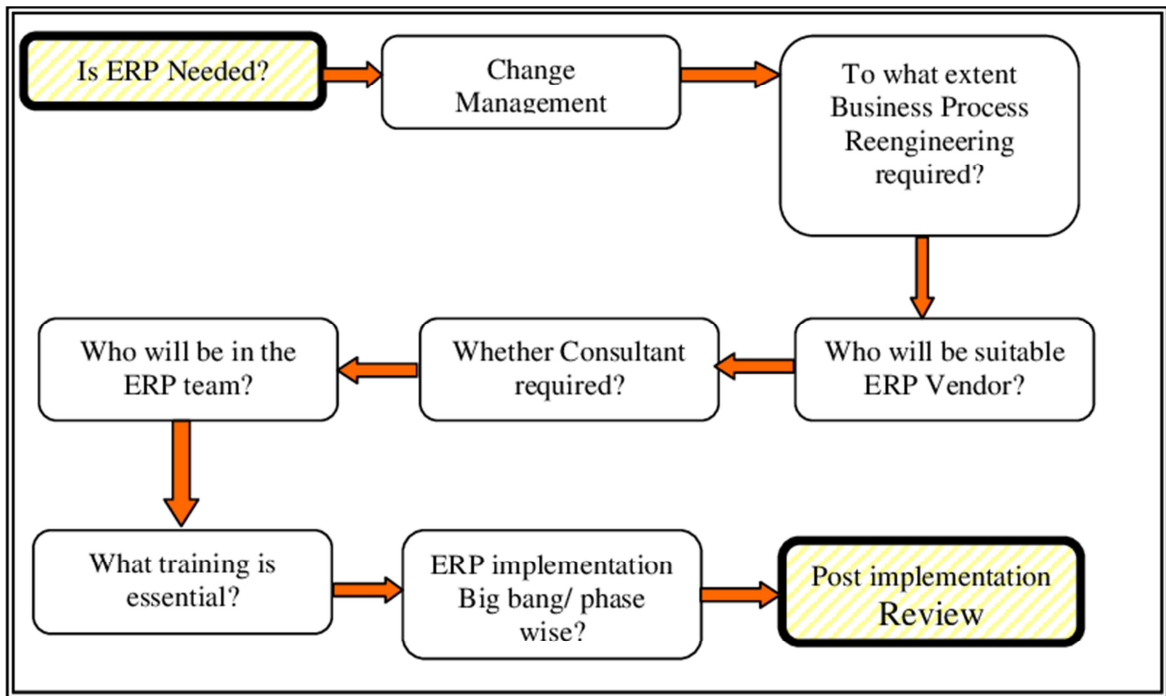 Is ERP Needed?
Change
Management
To what extent
Business Process
Reengineering
required?
Who will be suitable
ERP Vendor?
Whether Consultant
required?
Who will be in the
ERP team?
What training is
essential?
ERP implementation
Big bang/ phase
wise?
Post implementation
Review